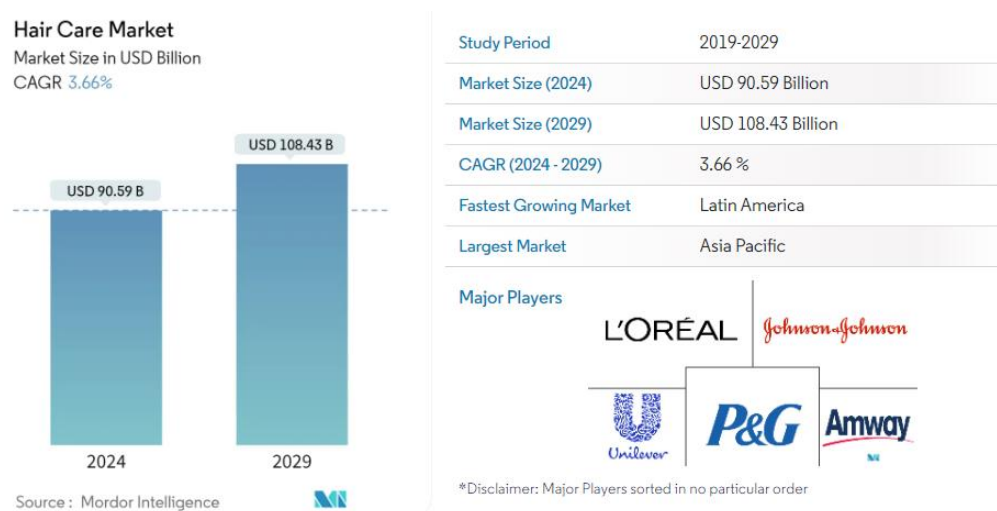 Hair Care Market
Market Size in USD Billion
CAGR 3.66%
USD 90.59 B
USD 108.43 B
2024
2029
Source : Mordor Intelligence
Study Period 2019-2029
Market Size (2024) USD 90.59 Billion
Market Size (2029) USD 108.43 Billion
CAGR (2024 - 2029) 3.66 %
Fastest Growing Market Latin America
Largest Market Asia Pacific
Major Players
L'ORÉAL
Johnson & Johnson
Unilever
P&G
Amway
*Disclaimer: Major Players sorted in no particular order